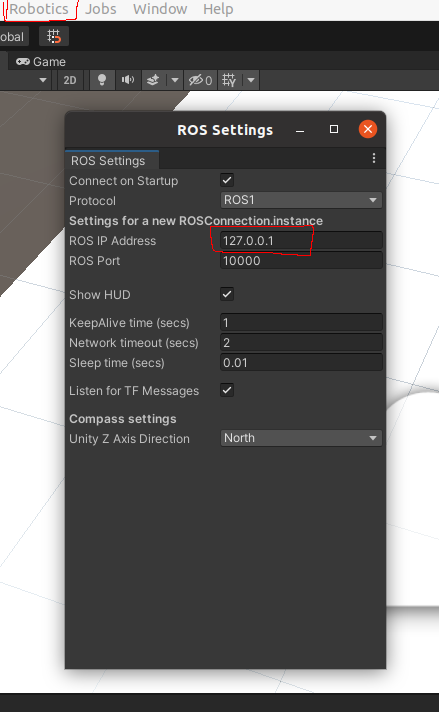 Robotics Jobs Window Help
obal
Game
2D 0
ROS Settings
ROS Settings
Connect on Startup
Protocol ROS1
Settings for a new ROSConnection.instance
ROS IP Address 127.0.0.1
ROS Port 10000
Show HUD
KeepAlive time (secs) 1
Network timeout (secs) 2
Sleep time (secs) 0.01
Listen for TF Messages
Compass settings
Unity Z Axis Direction North